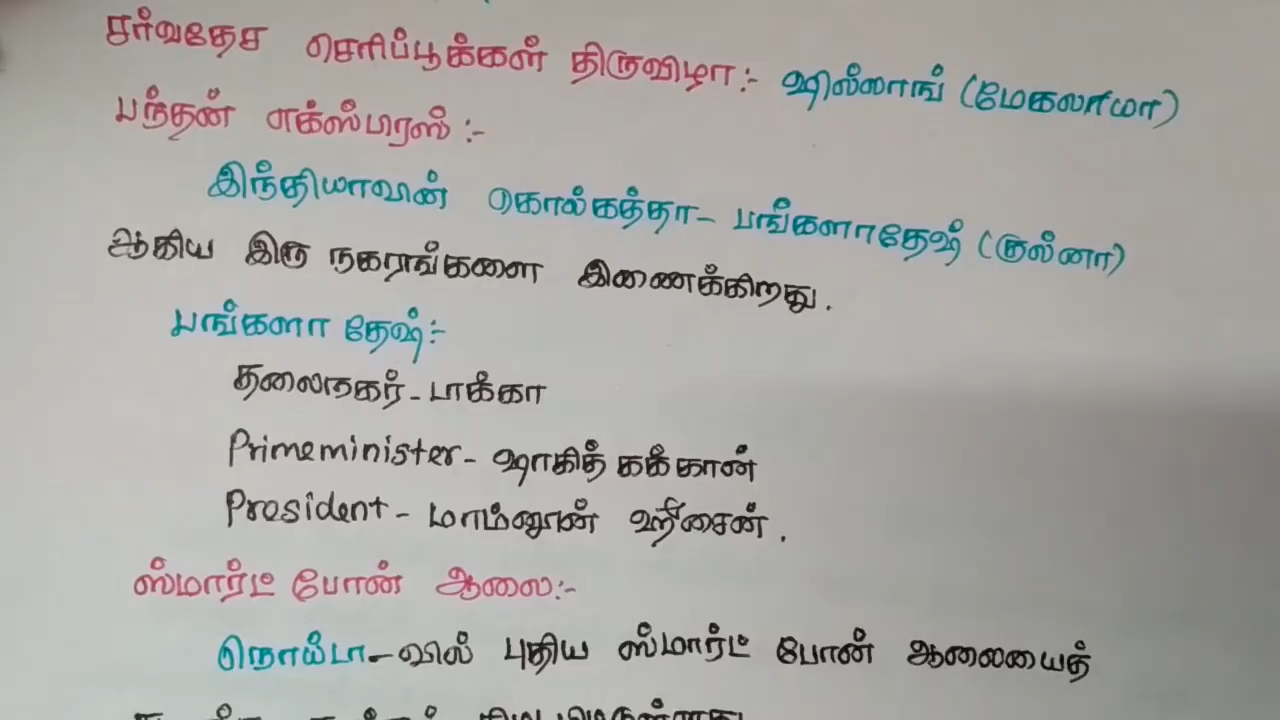 சர்வதேச செரிப்பூக்கள் திருவிழா:- ஷில்லாங் (மேகலாயா)
பந்தன் எக்ஸ்பிரஸ்:-
இந்தியாவின் கொல்கத்தா - பங்களாதேஷ் (குல்னா)
ஆகிய இரு நகரங்களை இணைக்கிறது.
பங்களாதேஷ்:-
தலைநகர் - டாக்கா
Primeminister - ஷாகித் கக்கான்
President - மாம்னூன் ஹீசைன்.
ஸ்மார்ட் போன் ஆலை:-
நொய்டா-வில் புதிய ஸ்மார்ட் போன் ஆலையைத்